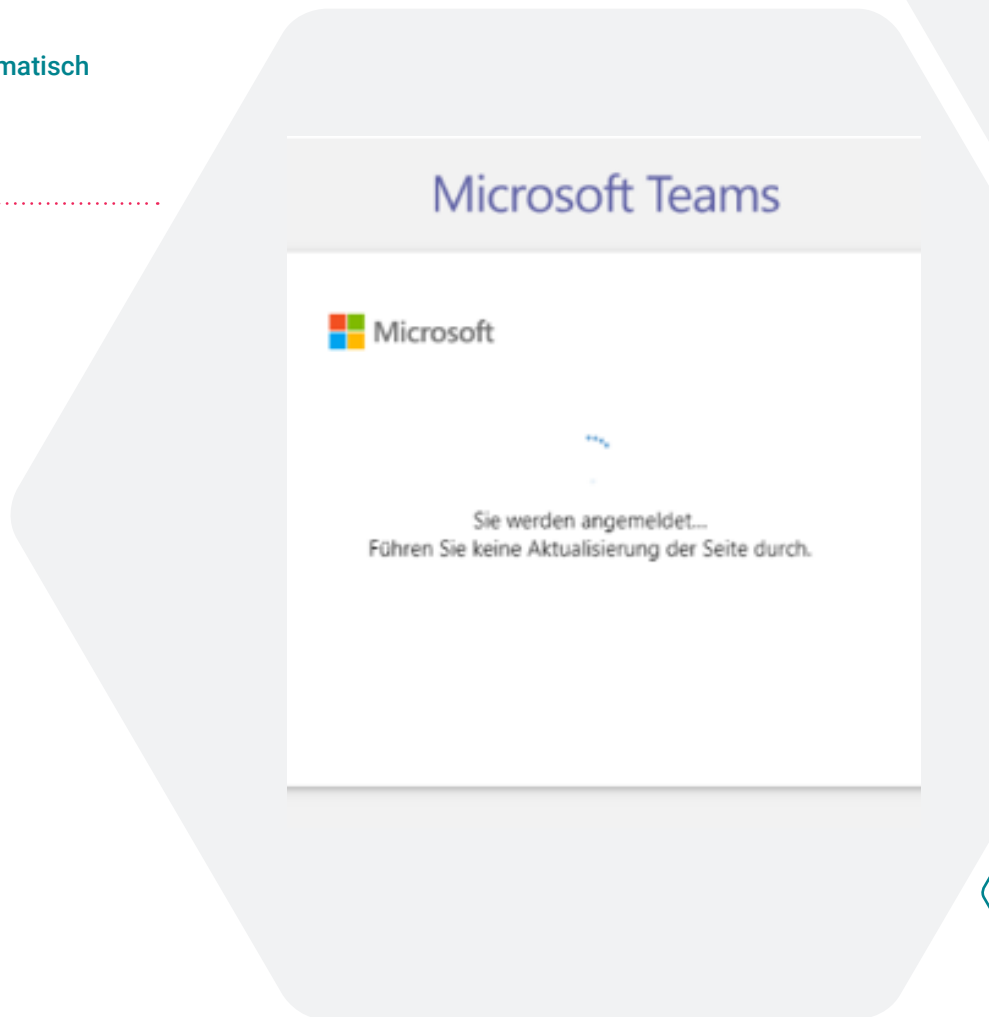 matisch
Microsoft Teams
Microsoft
Sie werden angemeldet...
Führen Sie keine Aktualisierung der Seite durch.